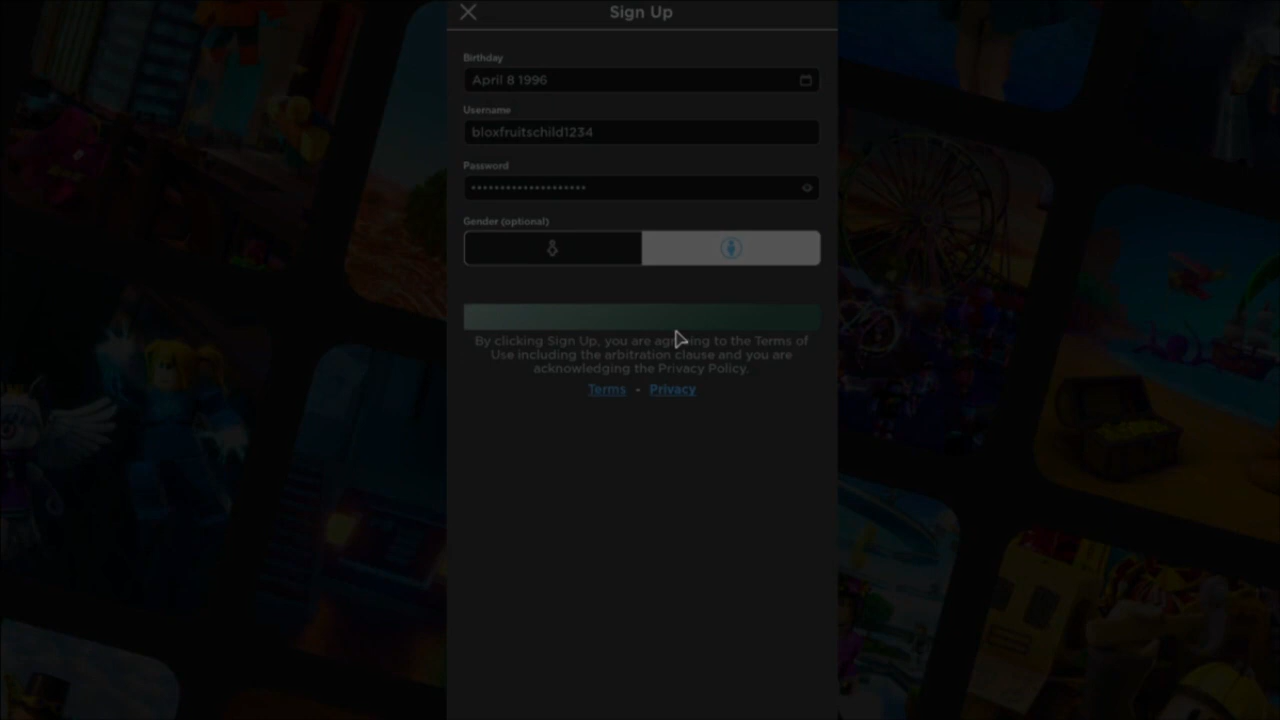 Sign Up
Birthday
April 8 1996
Username
bloxfruitschild1234
Password
••••••••••••••••••••
Gender (optional)
By clicking Sign Up, you are agreeing to the Terms of
Use including the arbitration clause and you are
acknowledging the Privacy Policy.
Terms • Privacy